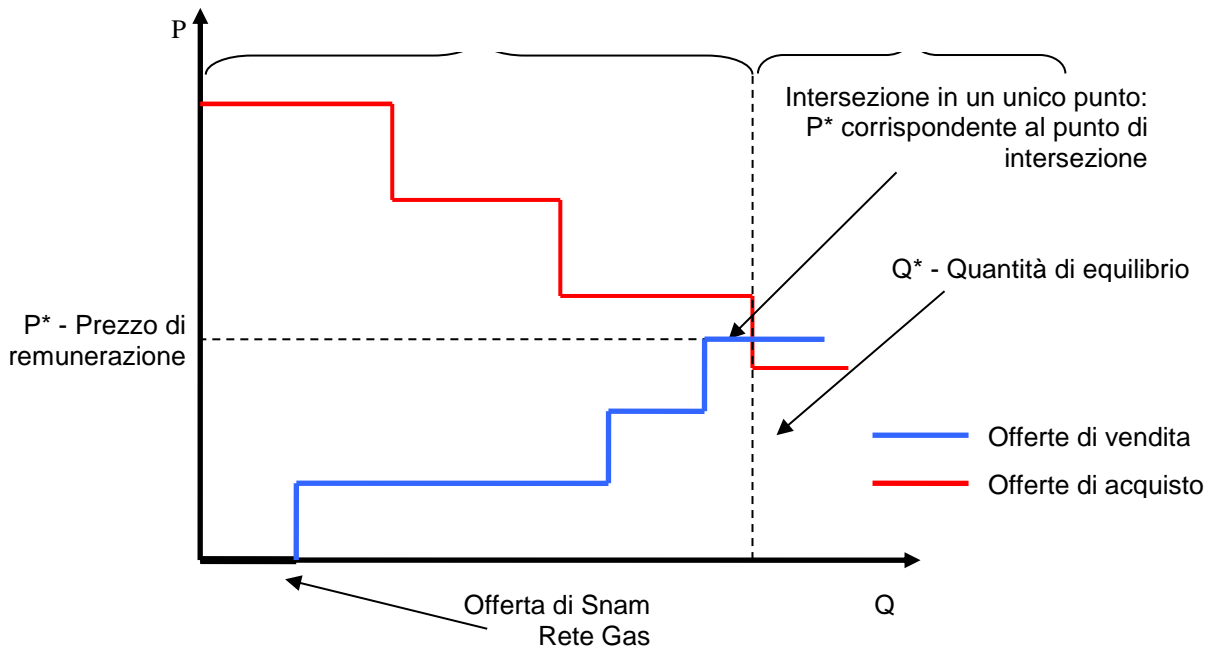 P
Intersezione in un unico punto:
P* corrispondente al punto di
intersezione
Q* - Quantità di equilibrio
P* - Prezzo di
remunerazione
Offerte di vendita
Offerte di acquisto
Offerta di Snam
Rete Gas
Q